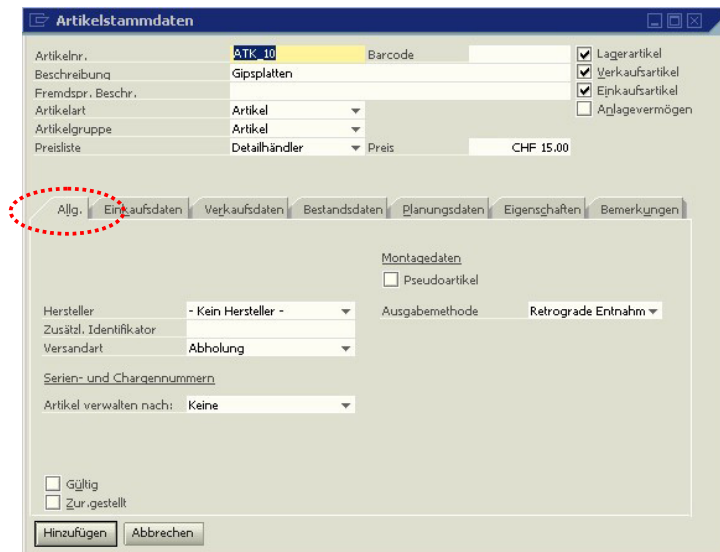 Artikelstammdaten
Artikelnr. ATK_10 Barcode Lagerartikel
Beschreibung Gipsplatten Verkaufsartikel
Fremdspr. Beschr. Einkaufsartikel
Artikelart Artikel Anlagevermögen
Artikelgruppe Artikel
Preisliste Detailhändler Preis CHF 15.00
Allg. Einkaufsdaten Verkaufsdaten Bestandsdaten Planungsdaten Eigenschaften Bemerkungen
Montagedaten
Pseudoartikel
Hersteller - Kein Hersteller - Ausgabemethode Retrograde Entnahm
Zusätzl. Identifikator
Versandart Abholung
Serien- und Chargennummern
Artikel verwalten nach: Keine
Gültig
Zur.gestellt
Hinzufügen Abbrechen